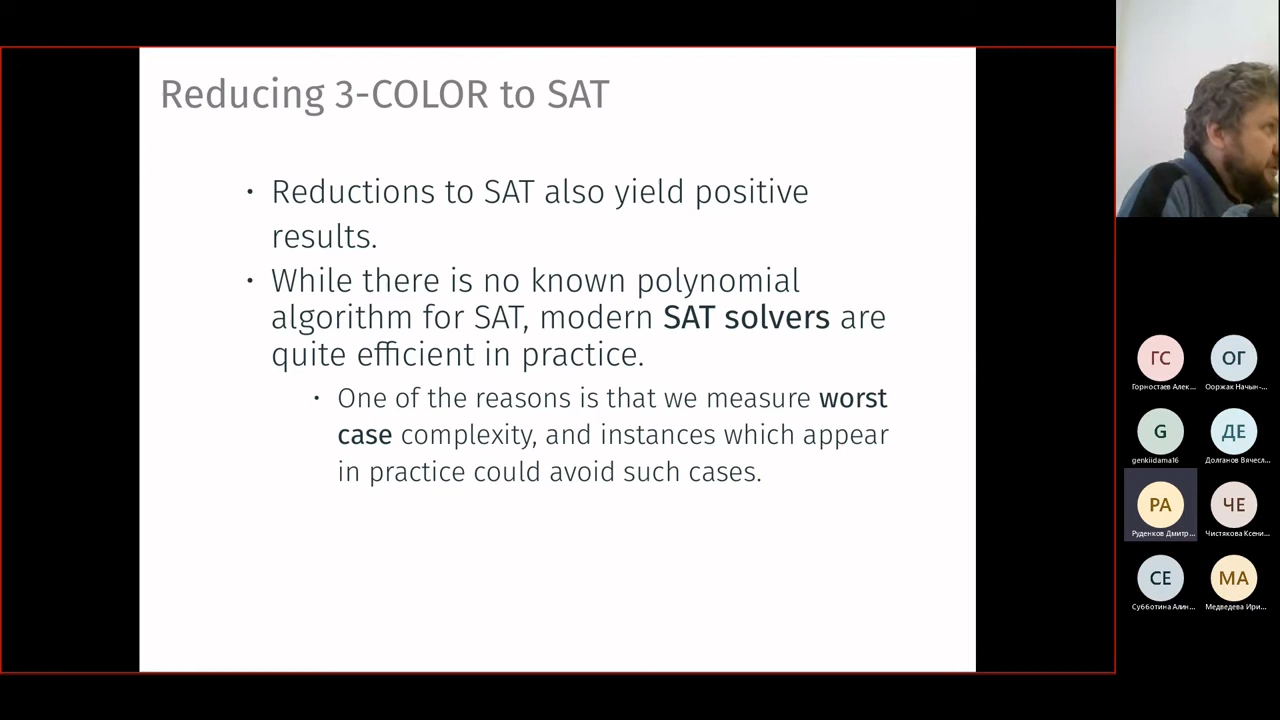 Reducing 3-COLOR to SAT
• Reductions to SAT also yield positive
results.
• While there is no known polynomial
algorithm for SAT, modern SAT solvers are
quite efficient in practice.
• One of the reasons is that we measure worst
case complexity, and instances which appear
in practice could avoid such cases.
ГС ОГ
Горностаев Алек... Ооржак Начын-...
G ДЕ
genkiidama16 Долганов Вячесл...
РА ЧЕ
Руденков Дмитр... Чистякова Ксени...
СЕ МА
Субботина Алин... Медведева Ири...